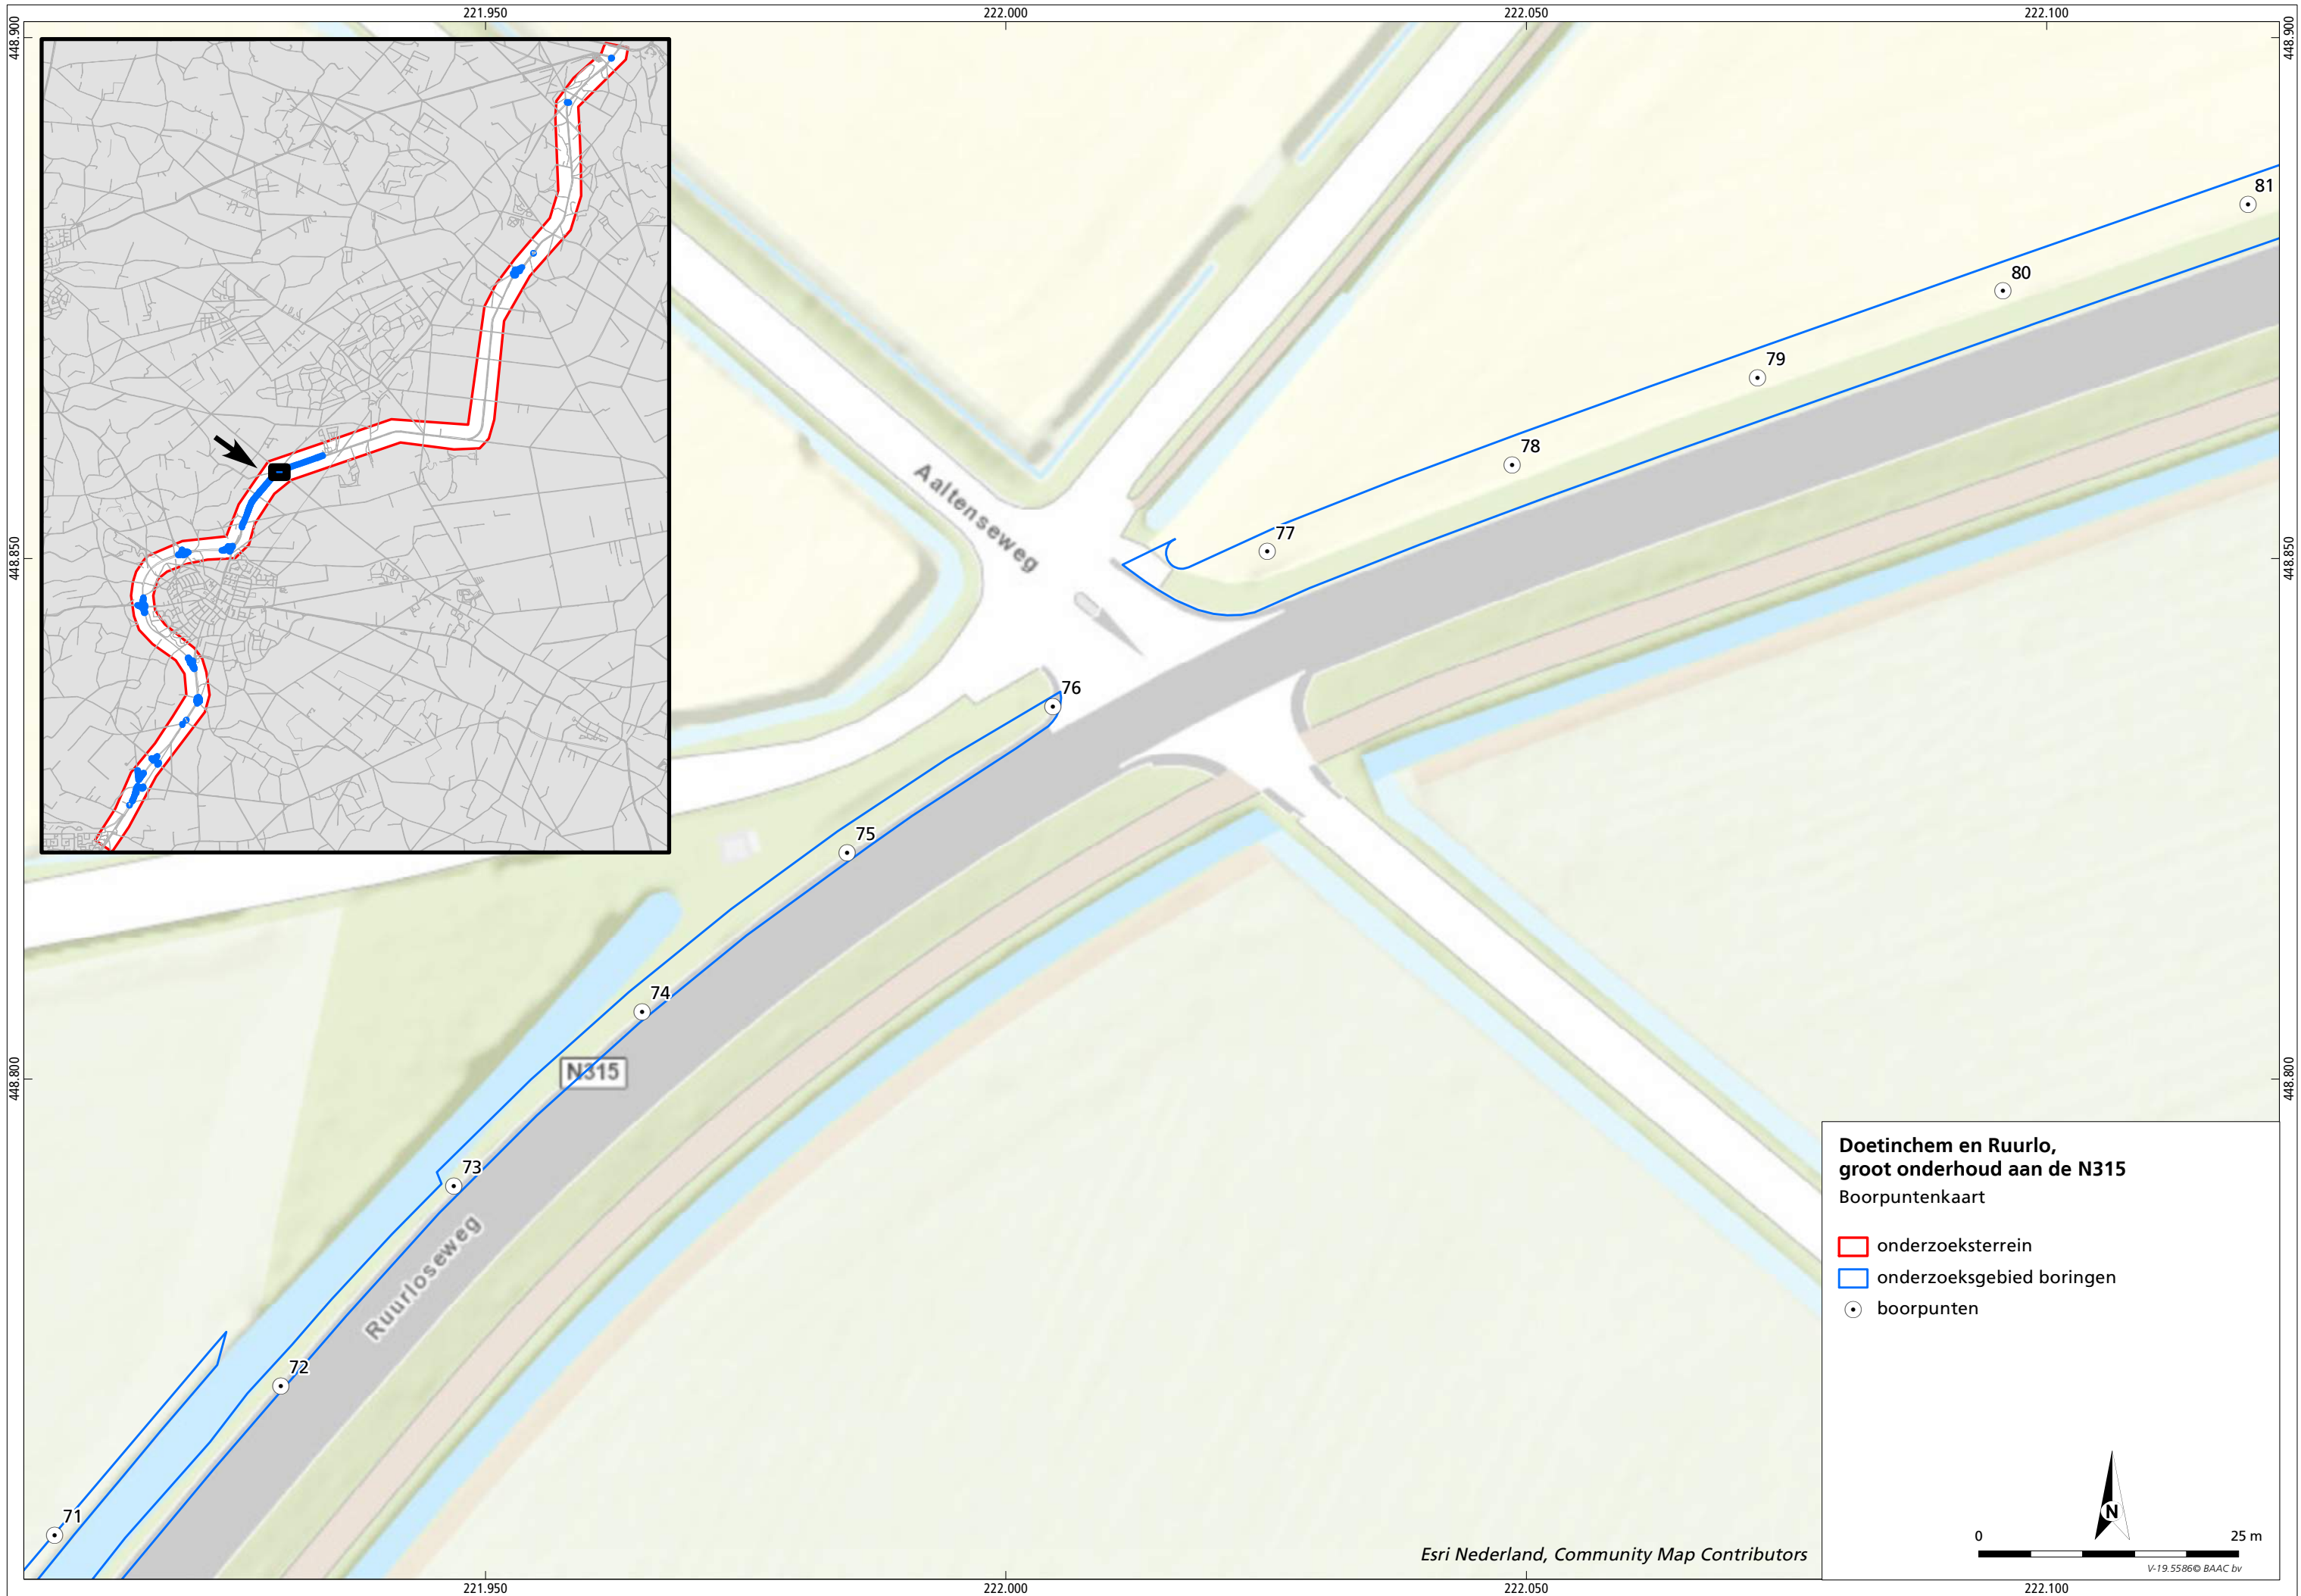 221.950
222.000
222.050
222.100
448.900
448.900
81
80
79
78
77
Aaltenseweg
448.850
448.850
76
75
74
N315
73
Ruurloseweg
72
71
448.800
448.800
Doetinchem en Ruurlo,
groot onderhoud aan de N315
Boorpuntenkaart
onderzoeksterrein
onderzoeksgebied boringen
boorpunten
N
0
25 m
V-19.5586© BAAC bv
Esri Nederland, Community Map Contributors
221.950
222.000
222.050
222.100